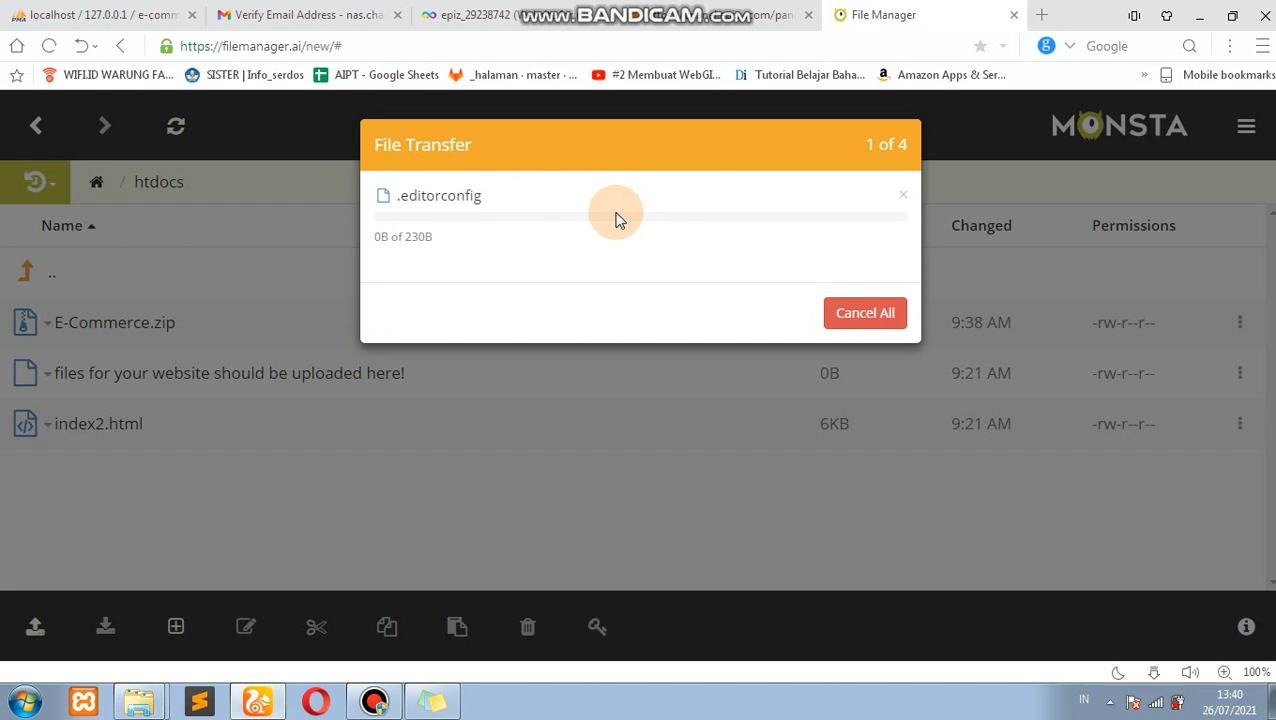 localhost / 127.0.0.1 / e-comm
Verify Email Address - nas.cha
epiz_29238742 (
www.BANDICAM.com
com/pan
File Manager
https://filemanager.ai/new/#
Google
WIFI.ID WARUNG FA...
SISTER | Info_serdos
AIPT - Google Sheets
_halaman · master · ...
#2 Membuat WebGI...
Tutorial Belajar Baha...
Amazon Apps & Ser...
Mobile bookmarks
MONSTA
File Transfer
1 of 4
htdocs
.editorconfig
0B of 230B
Name
Changed
Permissions
..
Cancel All
E-Commerce.zip
9:38 AM
-rw-r--r--
files for your website should be uploaded here!
0B
9:21 AM
-rw-r--r--
index2.html
6KB
9:21 AM
-rw-r--r--
100%
IN
13:40
26/07/2021